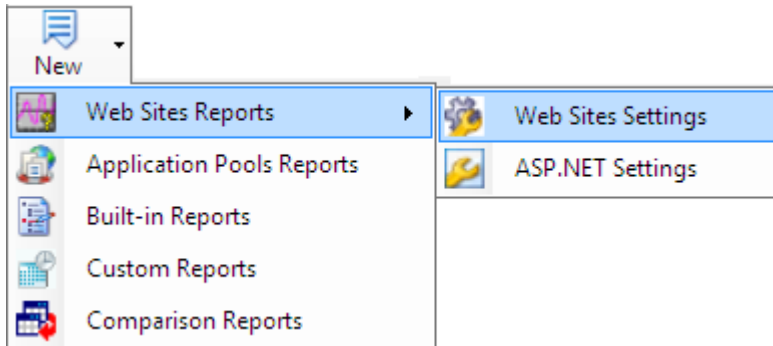 New
Web Sites Reports
Web Sites Settings
Application Pools Reports
ASP.NET Settings
Built-in Reports
Custom Reports
Comparison Reports